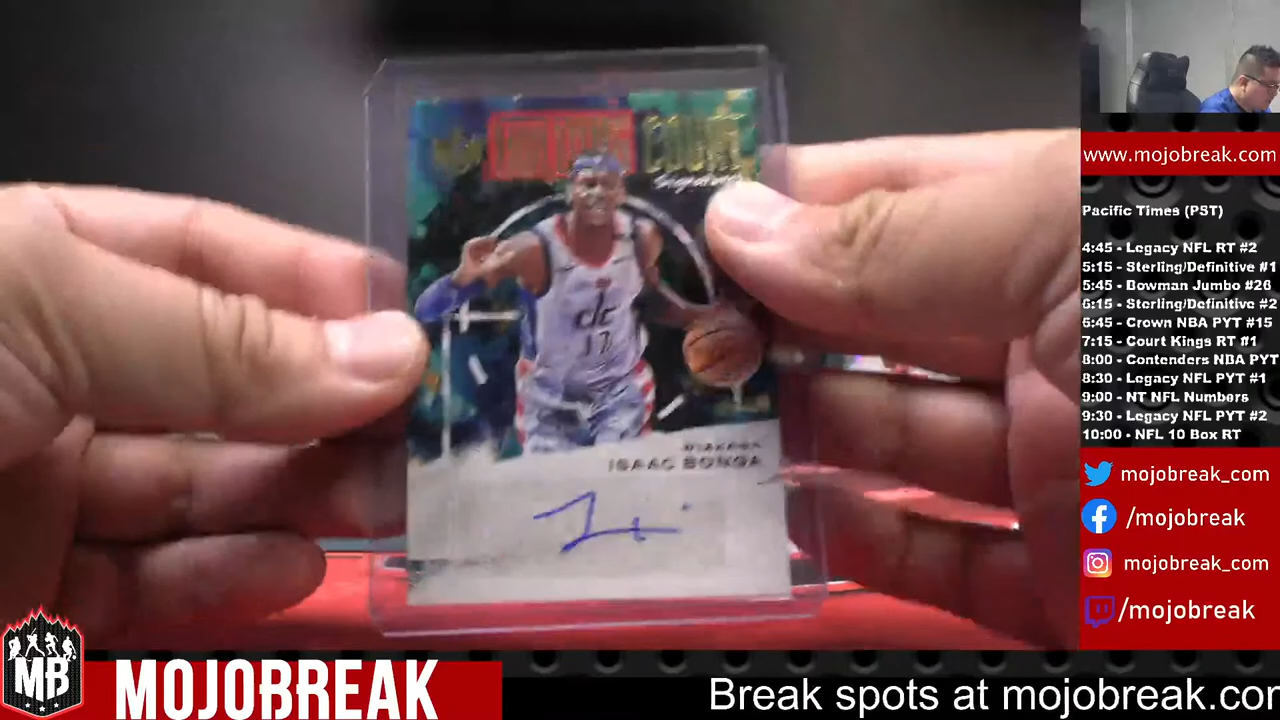 HOLDING COURT
Signatures
WIZARDS
ISAAC BONGA
dc
17
www.mojobreak.com
Pacific Times (PST)
4:45 - Legacy NFL RT #2
5:15 - Sterling/Definitive #1
5:45 - Bowman Jumbo #26
6:15 - Sterling/Definitive #2
6:45 - Crown NBA PYT #15
7:15 - Court Kings RT #1
8:00 - Contenders NBA PYT
8:30 - Legacy NFL PYT #1
9:00 - NT NFL Numbers
9:30 - Legacy NFL PYT #2
10:00 - NFL 10 Box RT
mojobreak_com
/mojobreak
mojobreak_com
/mojobreak
MB
MOJOBREAK
Break spots at mojobreak.cor